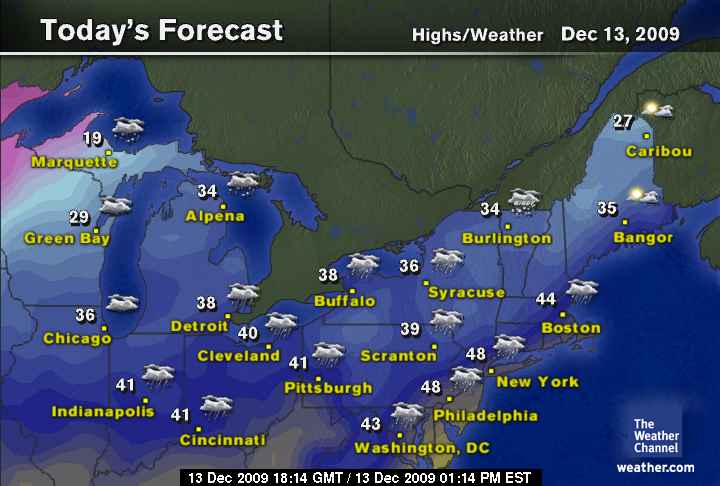 Today's Forecast
Highs/Weather Dec 13, 2009
19
Marquette
27
Caribou
34
Alpena
29
Green Bay
34
Burlington
35
Bangor
38
Buffalo
36
Syracuse
36
Chicago
38
Detroit
44
Boston
40
Cleveland
39
Scranton
41
Pittsburgh
48
New York
41
Indianapolis
48
Philadelphia
41
Cincinnati
43
Washington, DC
The
Weather
Channel
weather.com
13 Dec 2009 18:14 GMT / 13 Dec 2009 01:14 PM EST